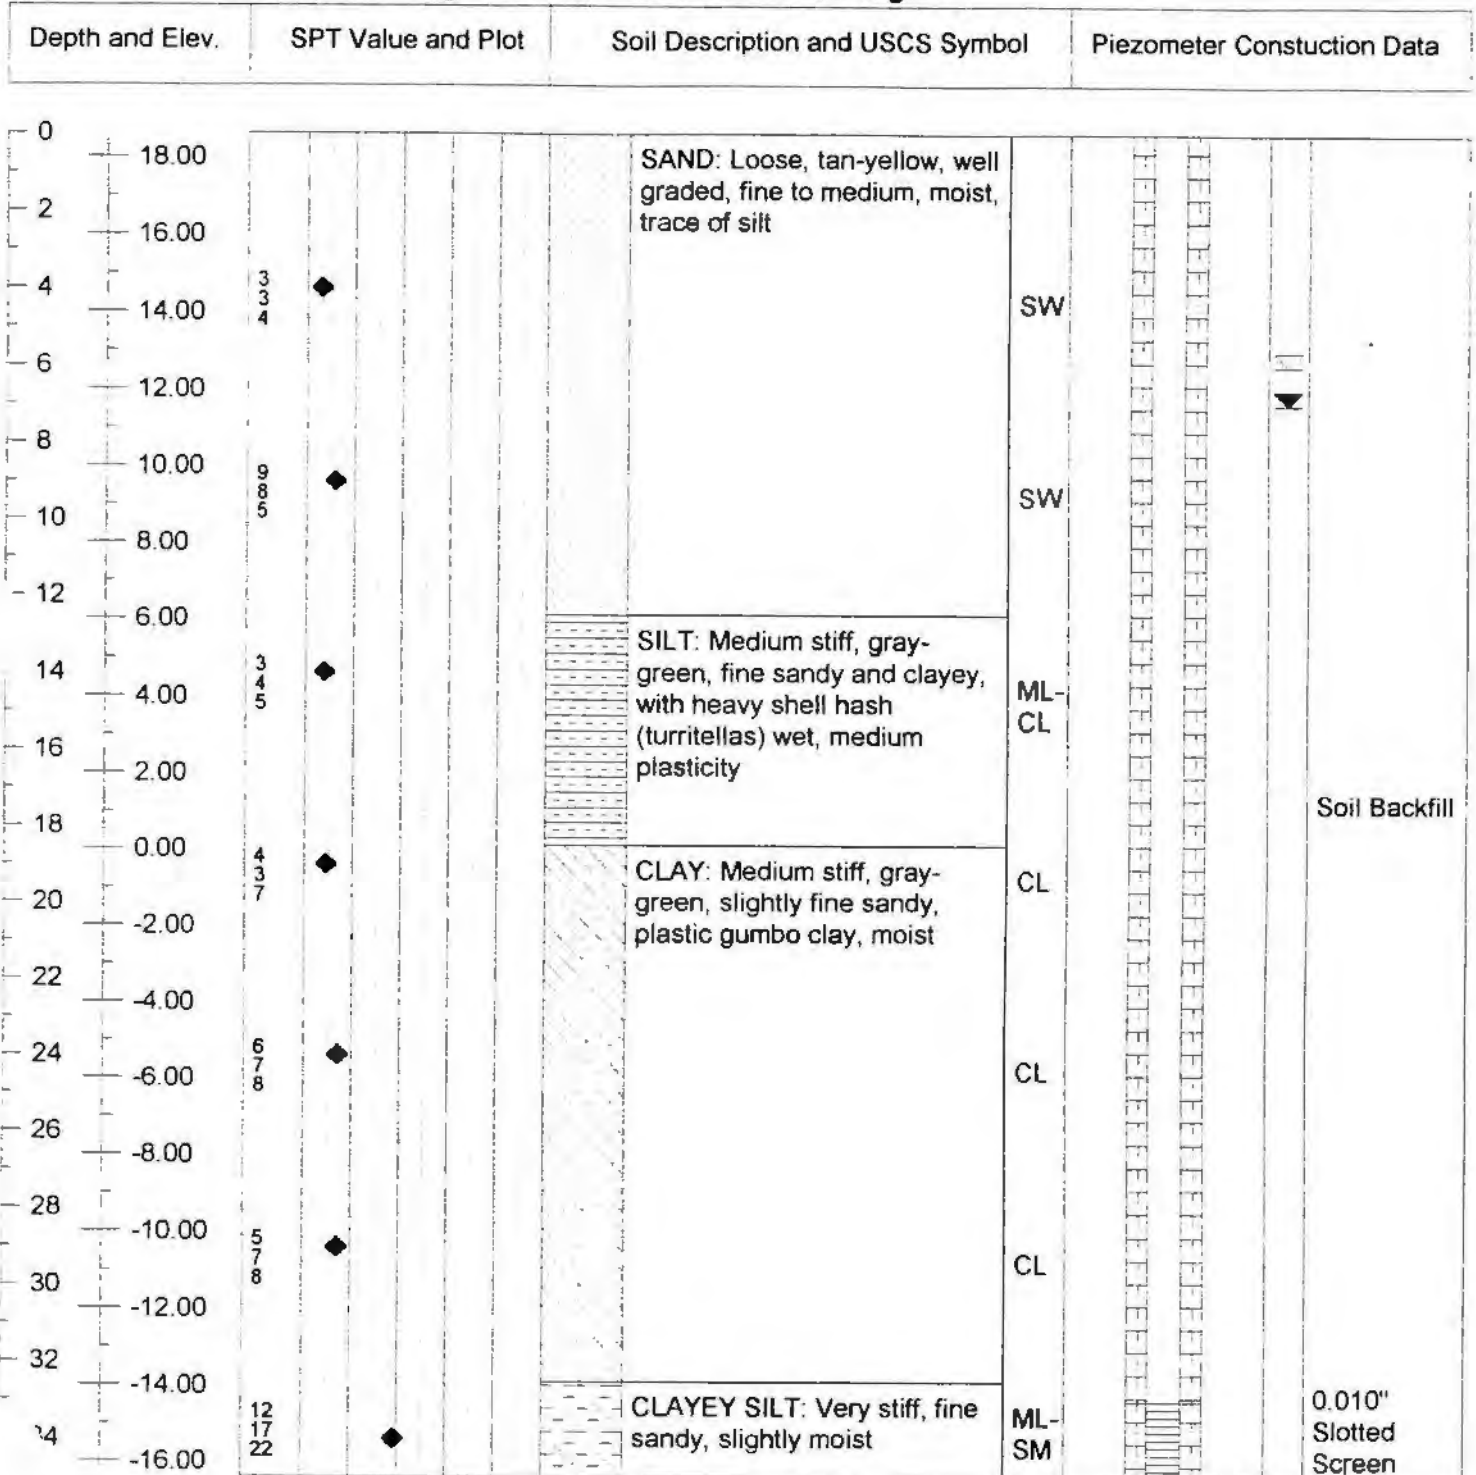 Depth and Elev. SPT Value and Plot Soil Description and USCS Symbol Piezometer Constuction Data
0
18.00 SAND: Loose, tan-yellow, well
graded, fine to medium, moist,
2
16.00 trace of silt
4 3
3
4
14.00 SW
6
12.00
8
10.00 9
8
5
SW
10
8.00
12
6.00
SILT: Medium stiff, gray-
14 3
4
5
green, fine sandy and clayey,
4.00 with heavy shell hash ML-
CL
(turritellas) wet, medium
16
2.00 plasticity
18 Soil Backfill
0.00 4
3
7
CLAY: Medium stiff, gray- CL
20 green, slightly fine sandy,
-2.00 plastic gumbo clay, moist
22
-4.00
24 6
7
8
-6.00 CL
26
-8.00
28
-10.00 5
7
8
CL
30
-12.00
32
-14.00
12
17
22
CLAYEY SILT: Very stiff, fine
sandy, slightly moist
ML-
SM
0.010"
Slotted
Screen
-16.00